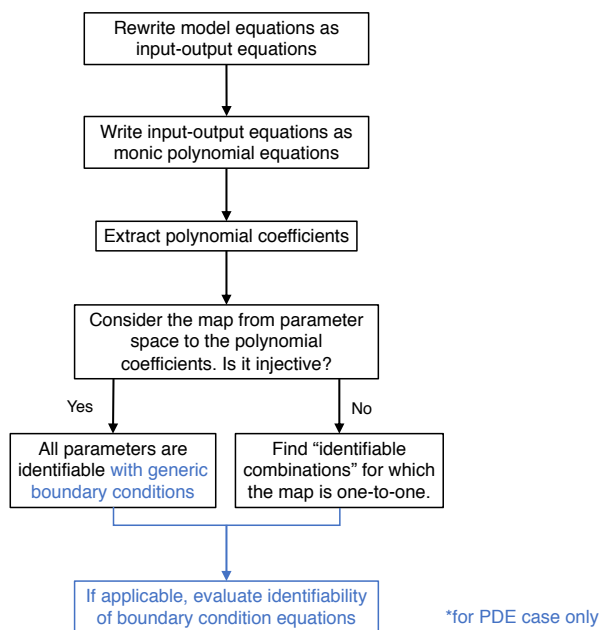 Rewrite model equations as
input-output equations
Write input-output equations as
monic polynomial equations
Extract polynomial coefficients
Consider the map from parameter
space to the polynomial
coefficients. Is it injective?
Yes
No
All parameters are
identifiable with generic
boundary conditions
Find “identifiable
combinations” for which
the map is one-to-one.
If applicable, evaluate identifiability
of boundary condition equations
*for PDE case only